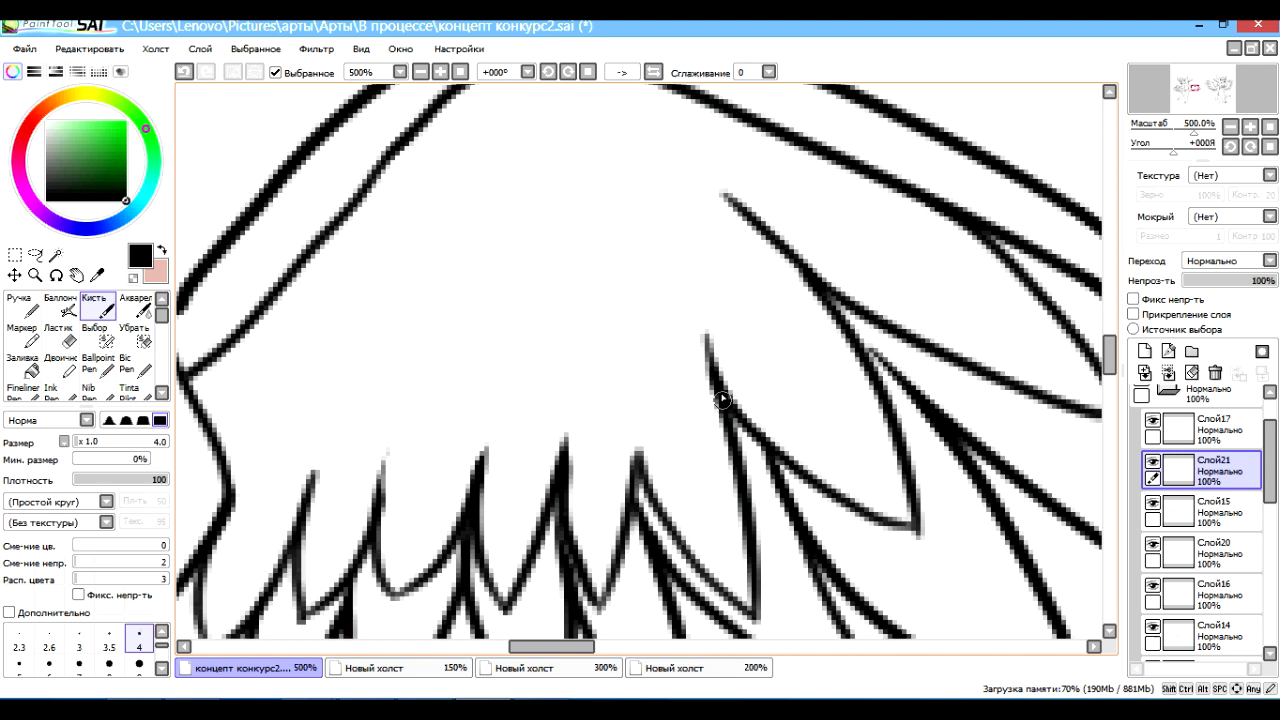 PaintTool SAI C:\Users\Lenovo\Pictures\арты\Арты\В процессе\концепт конкурс2.sai (*)
Файл Редактировать Холст Слой Выбранное Фильтр Вид Окно Настройки
Выбранное 500% +000° -> Сглаживание 0
Масштаб 500.0%
Угол +000Я
Текстура (Нет)
Зерно 100% Контр. 20
Мокрый (Нет)
Размер 1 Контр 100
Переход Нормально
Непроз-ть 100%
Фикс непр-ть
Прикрепление слоя
Источник выбора
Ручка Баллонч Кисть Акварел
Маркер Ластик Выбор Убрать
Заливка Двоичн Ballpoint Pen Bic Pen
Fineliner Ink Pen Nib Pen Tinta
Норма
Размер x 1.0 4.0
Мин. размер 0%
Плотность 100
(Простой круг) Пл-ть 50
(Без текстуры) Текс. 95
Сме-ние цв. 0
Сме-ние непр. 2
Расп. цвета 3
Фикс. непр-ть
Дополнительно
2.3 2.6 3 3.5 4
Нормально
100%
Слой17
Нормально
100%
Слой21
Нормально
100%
Слой15
Нормально
100%
Слой20
Нормально
100%
Слой16
Нормально
100%
Слой14
Нормально
100%
концепт конкурс2.... 500% Новый холст 150% Новый холст 300% Новый холст 200%
Загрузка памяти:70% (190Mb / 881Mb) Shift Ctrl Alt SPC Any